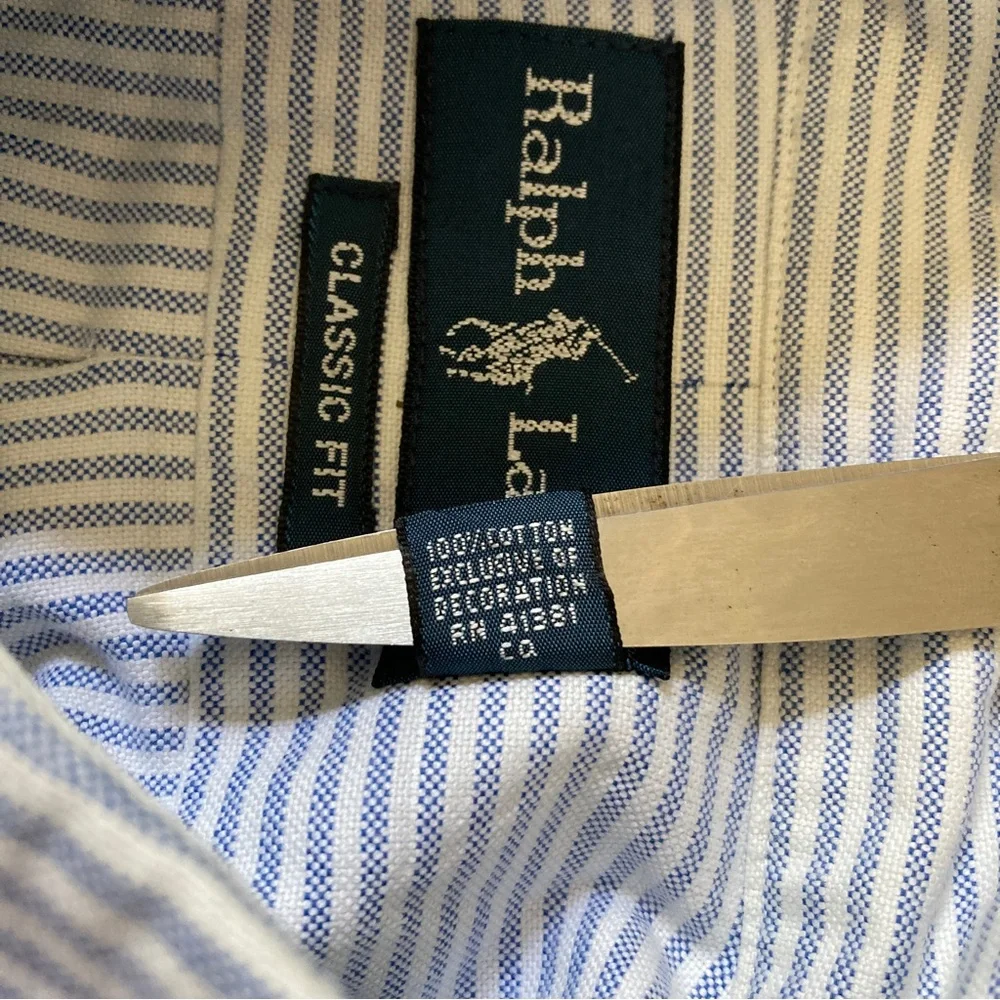 Ralph La
CLASSIC FIT
100% COTTON
EXCLUSIVE OF
DECORATION
RN 41381
CA